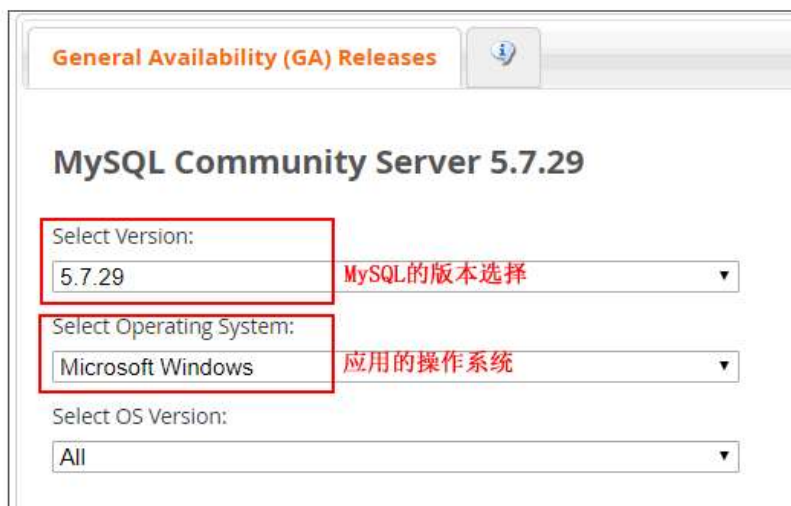 General Availability (GA) Releases
MySQL Community Server 5.7.29
Select Version:
5.7.29 MySQL的版本选择
Select Operating System:
Microsoft Windows 应用的操作系统
Select OS Version:
All